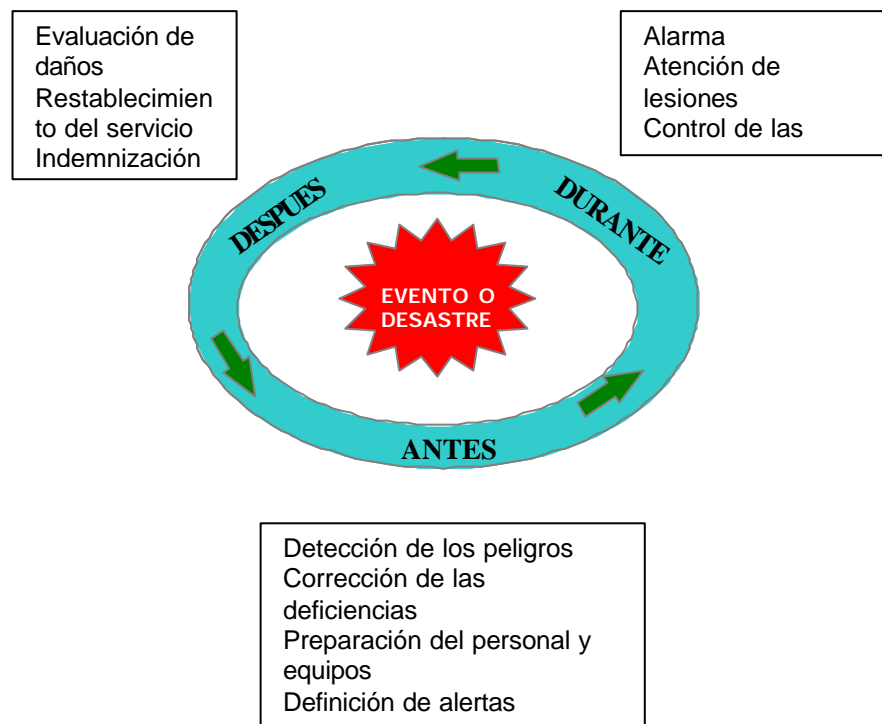 Evaluación de
daños
Restablecimien
to del servicio
Indemnización
Alarma
Atención de
lesiones
Control de las
DESPUES
DURANTE
EVENTO O
DESASTRE
ANTES
Detección de los peligros
Corrección de las
deficiencias
Preparación del personal y
equipos
Definición de alertas